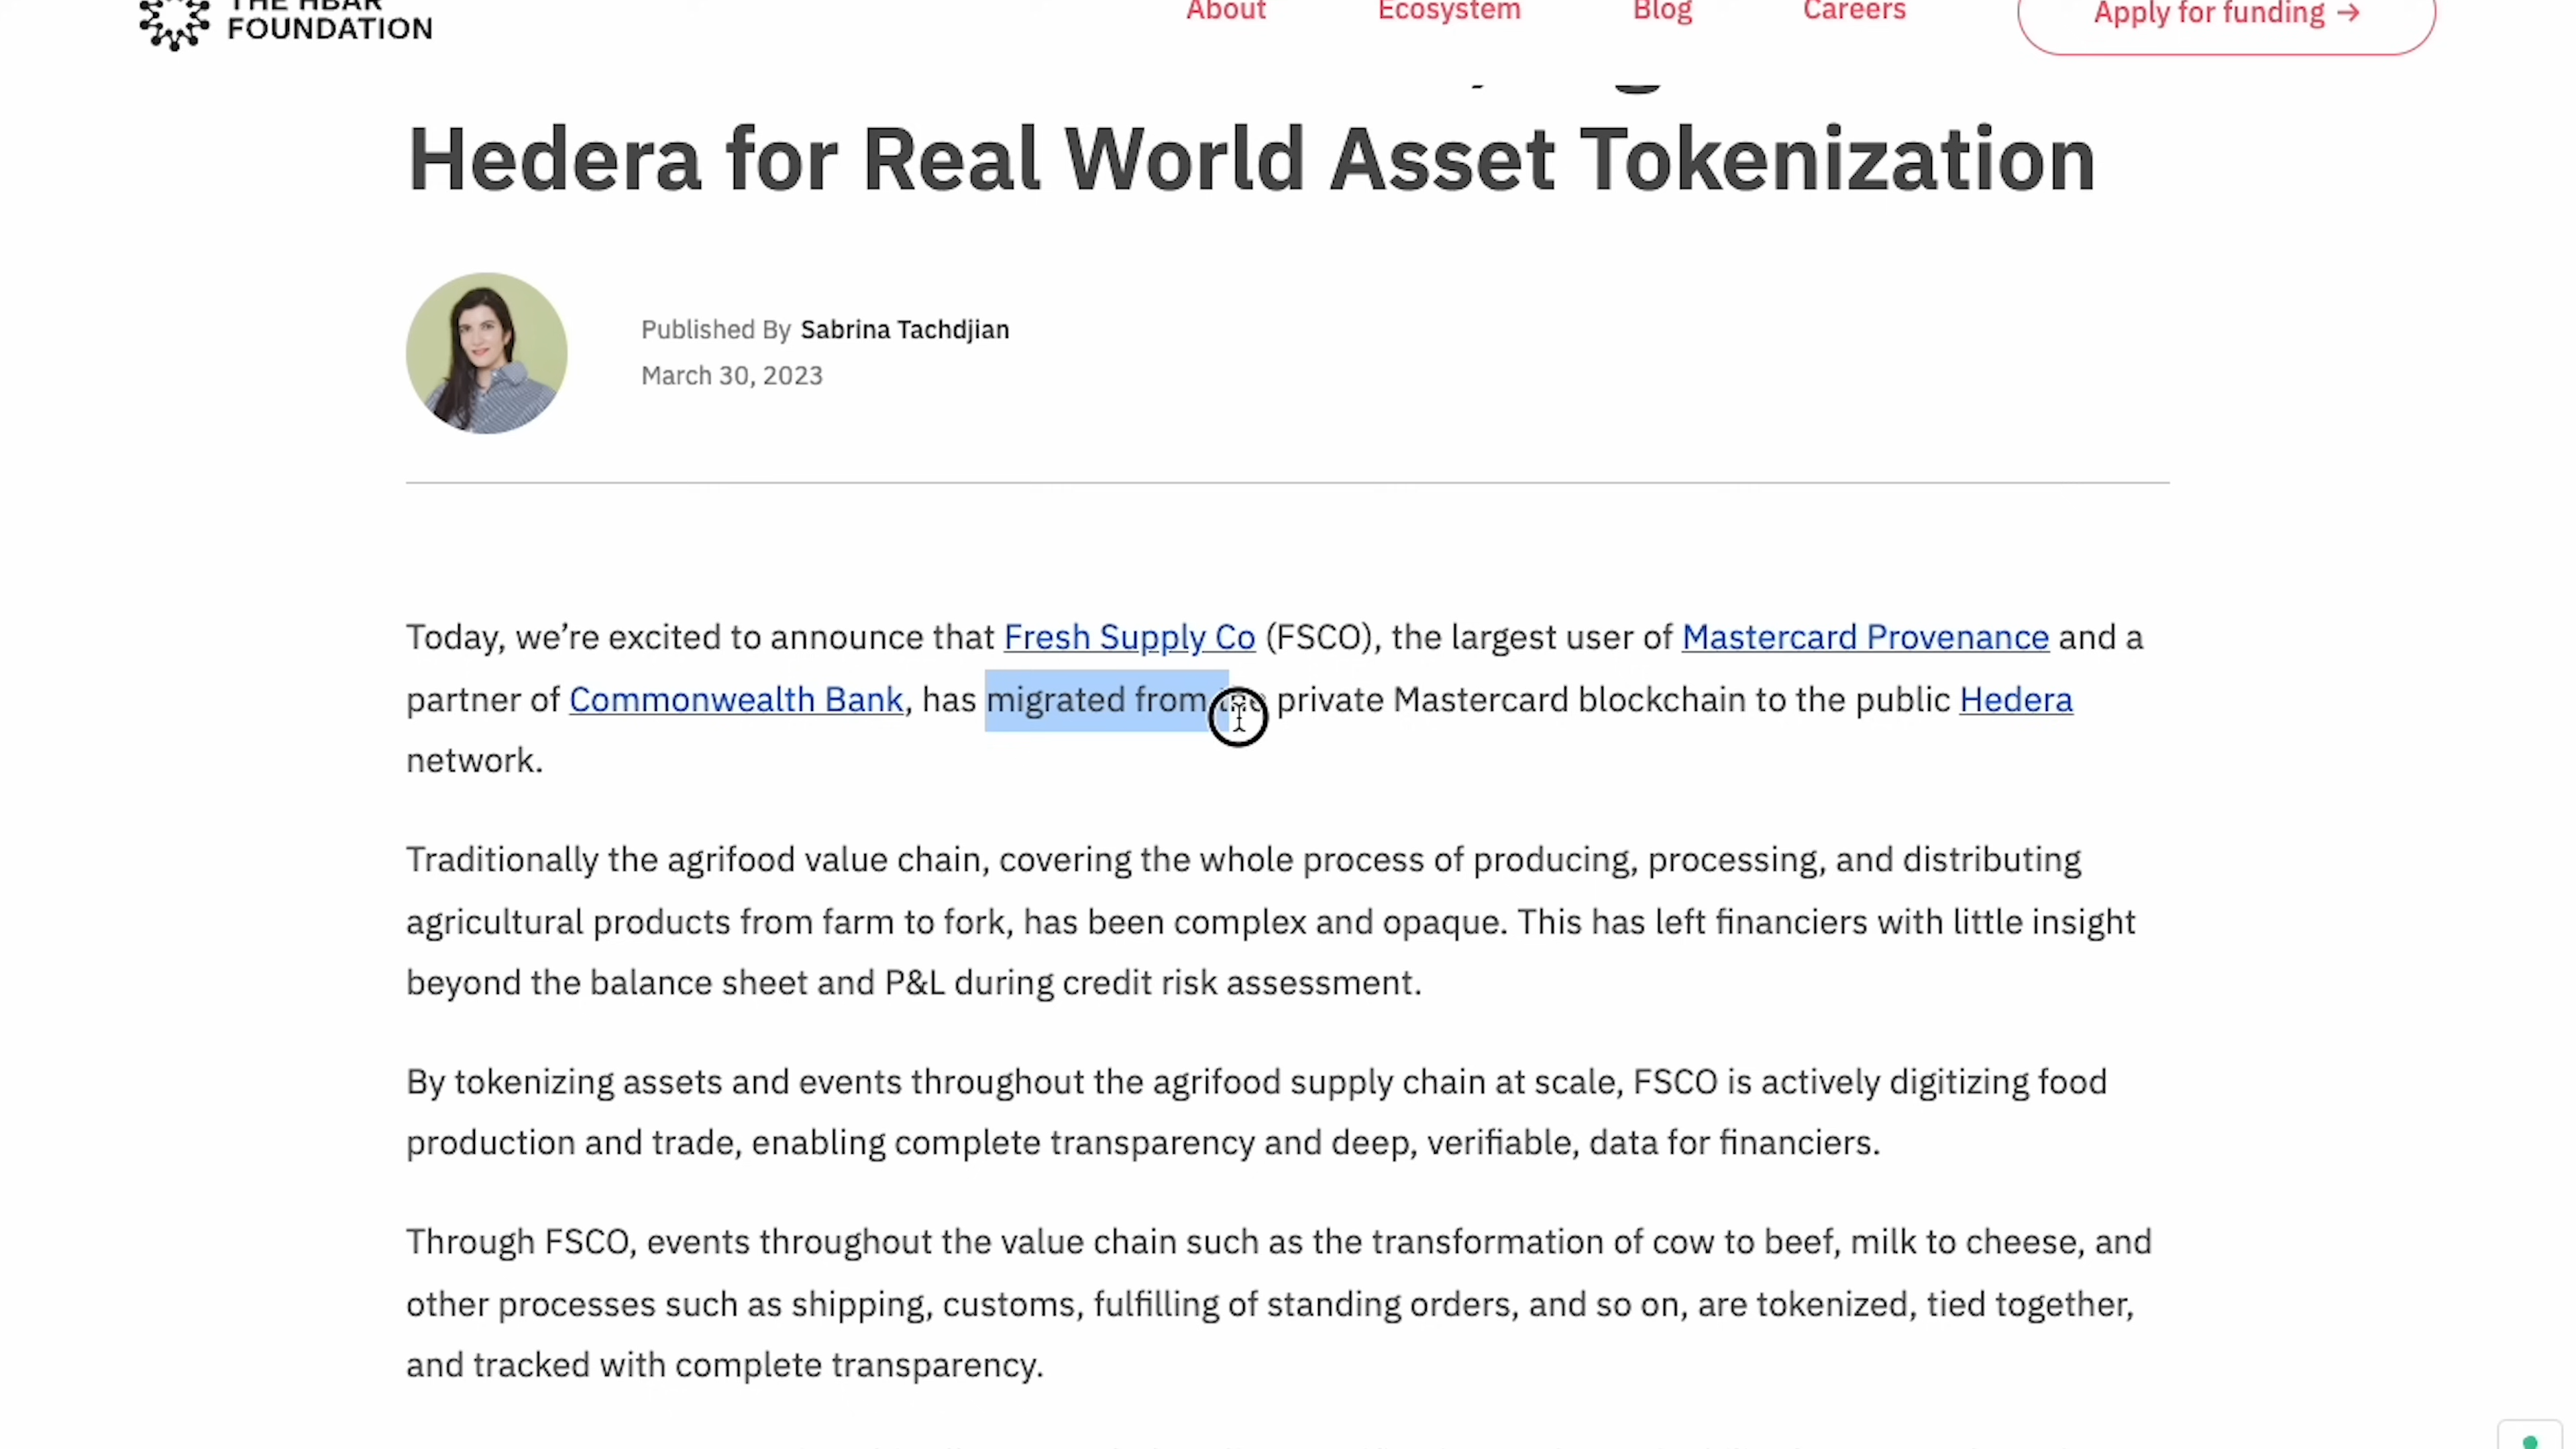 THE HBAR
FOUNDATION
About
Ecosystem
Blog
Careers
Apply for funding →
Hedera for Real World Asset Tokenization
Published By Sabrina Tachdjian
March 30, 2023
Today, we’re excited to announce that Fresh Supply Co (FSCO), the largest user of Mastercard Provenance and a
partner of Commonwealth Bank, has migrated from the private Mastercard blockchain to the public Hedera
network.
Traditionally the agrifood value chain, covering the whole process of producing, processing, and distributing
agricultural products from farm to fork, has been complex and opaque. This has left financiers with little insight
beyond the balance sheet and P&L during credit risk assessment.
By tokenizing assets and events throughout the agrifood supply chain at scale, FSCO is actively digitizing food
production and trade, enabling complete transparency and deep, verifiable, data for financiers.
Through FSCO, events throughout the value chain such as the transformation of cow to beef, milk to cheese, and
other processes such as shipping, customs, fulfilling of standing orders, and so on, are tokenized, tied together,
and tracked with complete transparency.